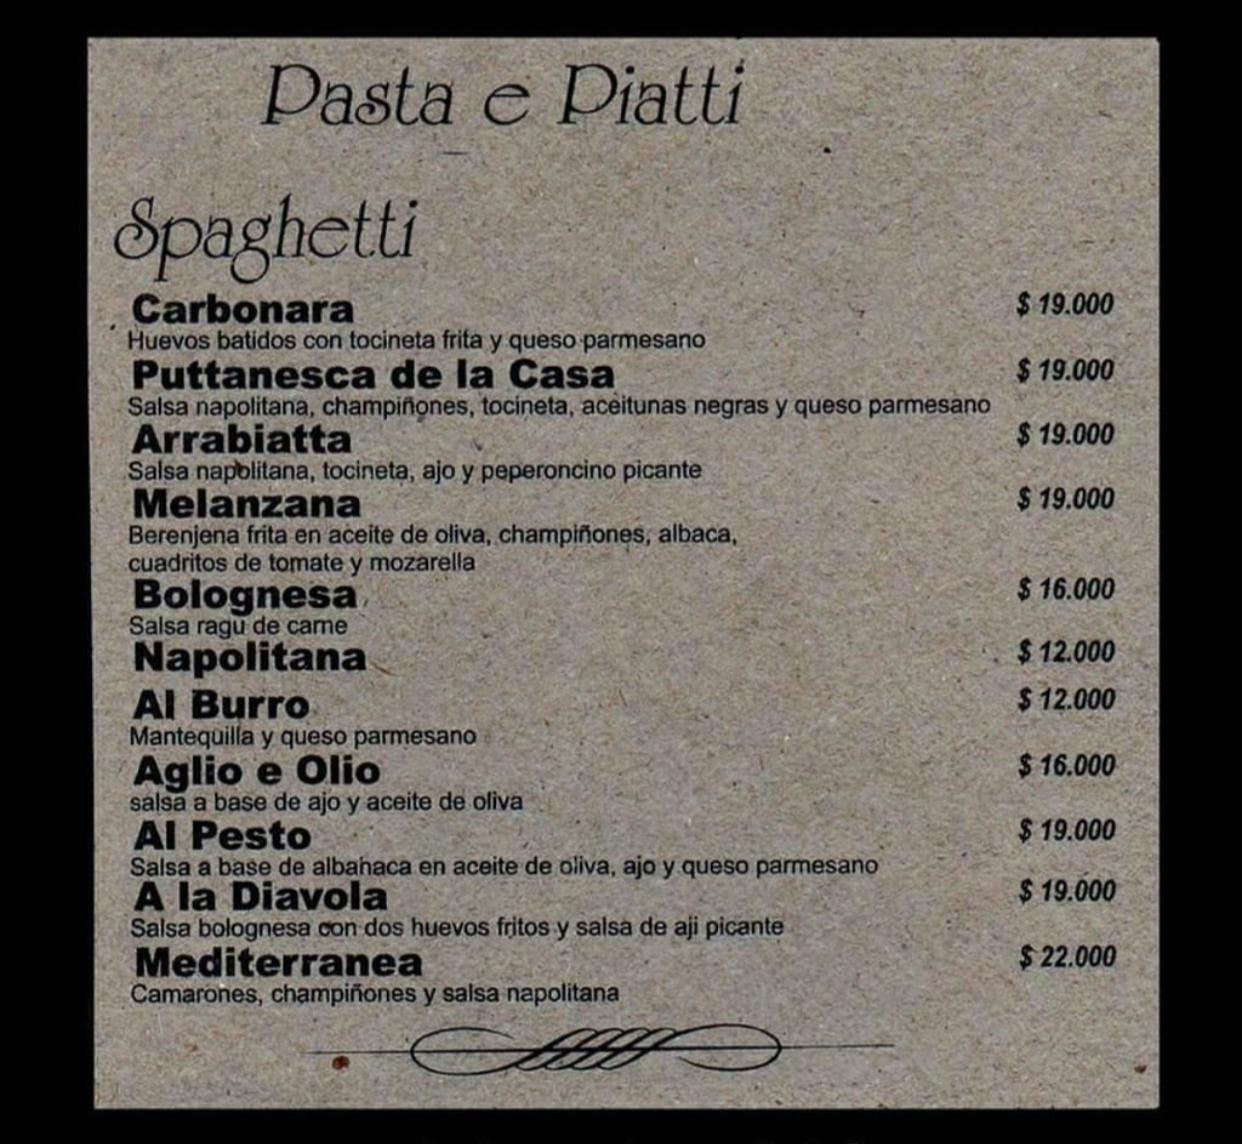 Pasta e Piatti
Spaghetti
Carbonara $ 19.000
Huevos batidos con tocineta frita y queso parmesano
Puttanesca de la Casa $ 19.000
Salsa napolitana, champiñones, tocineta, aceitunas negras y queso parmesano
Arrabiatta $ 19.000
Salsa napolitana, tocineta, ajo y peperoncino picante
Melanzana $ 19.000
Berenjena frita en aceite de oliva, champiñones, albaca,
cuadritos de tomate y mozarella
Bolognesa $ 16.000
Salsa ragu de carne
Napolitana $ 12.000
Al Burro $ 12.000
Mantequilla y queso parmesano
Aglio e Olio $ 16.000
salsa a base de ajo y aceite de oliva
Al Pesto $ 19.000
Salsa a base de albahaca en aceite de oliva, ajo y queso parmesano
A la Diavola $ 19.000
Salsa bolognesa con dos huevos fritos y salsa de aji picante
Mediterranea $ 22.000
Camarones, champiñones y salsa napolitana